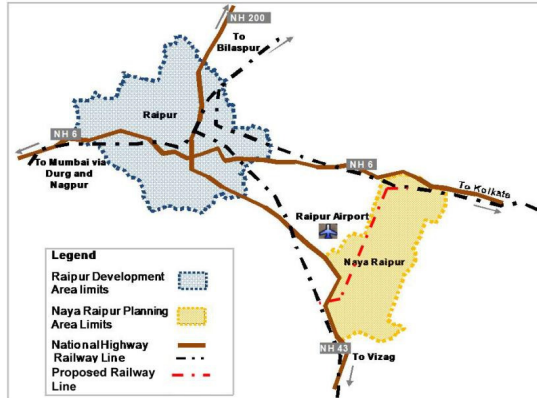 NH 200
To
Bilaspur
Raipur
NH 6
To Mumbai via
Durg and
Nagpur
NH 6
To Kolkata
Raipur Airport
Naya Raipur
NH 43
To Vizag
Legend
Raipur Development
Area limits
Naya Raipur Planning
Area Limits
National Highway
Railway Line
Proposed Railway
Line